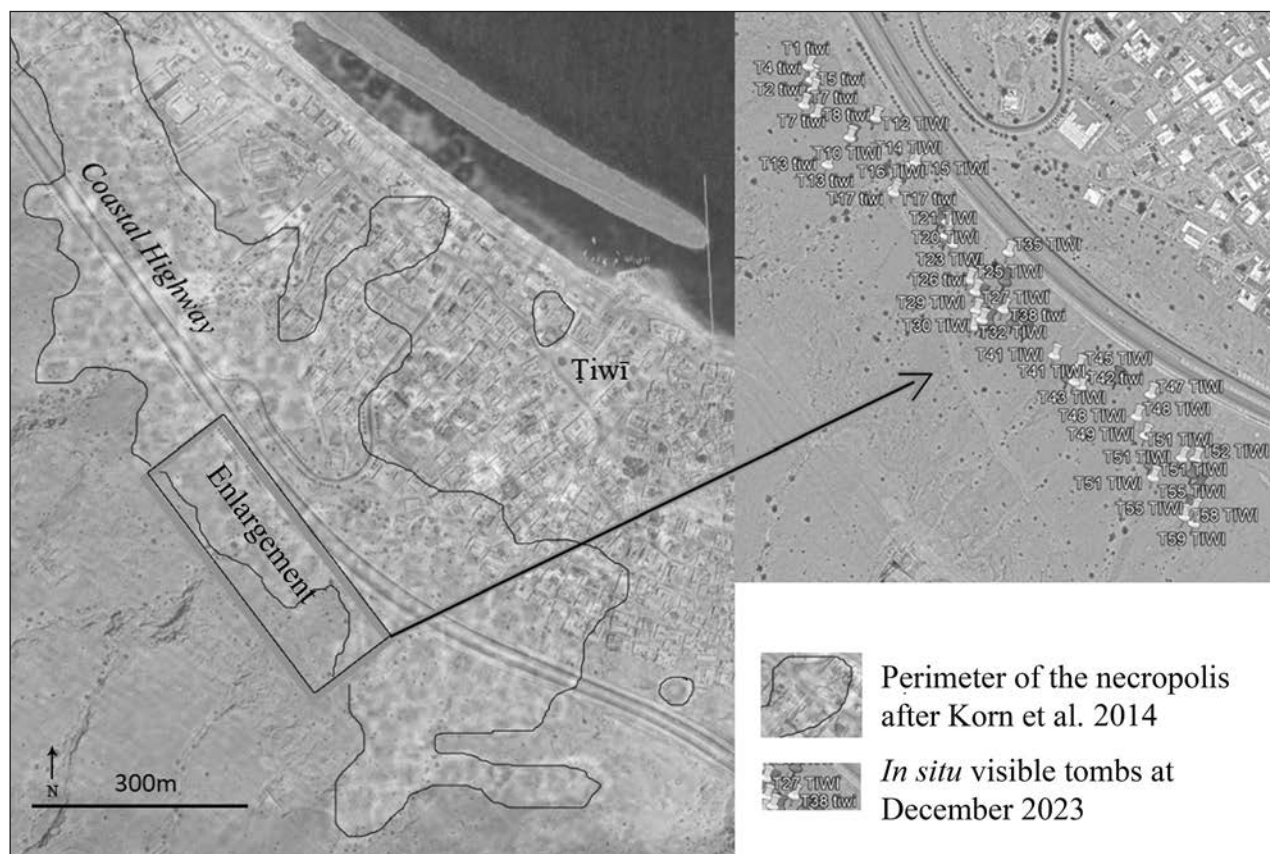 Coastal Highway
Ṭiwī
Enlargement
N
300m
T1 tiwi
T4 tiwi
T5 tiwi
T2 tiwi
T7 tiwi
T7 tiwi
T8 tiwi
T12 TIWI
T14 TIWI
T10 TIWI
T15 TIWI
T13 tiwi
T16 TIWI
T13 tiwi
T17 tiwi
T17 tiwi
T21 TIWI
T20 TIWI
T35 TIWI
T23 TIWI
T25 TIWI
T26 tiwi
T27 TIWI
T29 TIWI
T38 tiwi
T30 TIWI
T32 TIWI
T41 TIWI
T45 TIWI
T41 TIWI
T42 tiwi
T43 TIWI
T47 TIWI
T48 TIWI
T48 TIWI
T49 TIWI
T51 TIWI
T51 TIWI
T52 TIWI
T51 TIWI
T51 TIWI
T55 TIWI
T55 TIWI
T58 TIWI
T59 TIWI
Perimeter of the necropolis
after Korn et al. 2014
T27 TIWI
T38 tiwi
In situ visible tombs at
December 2023